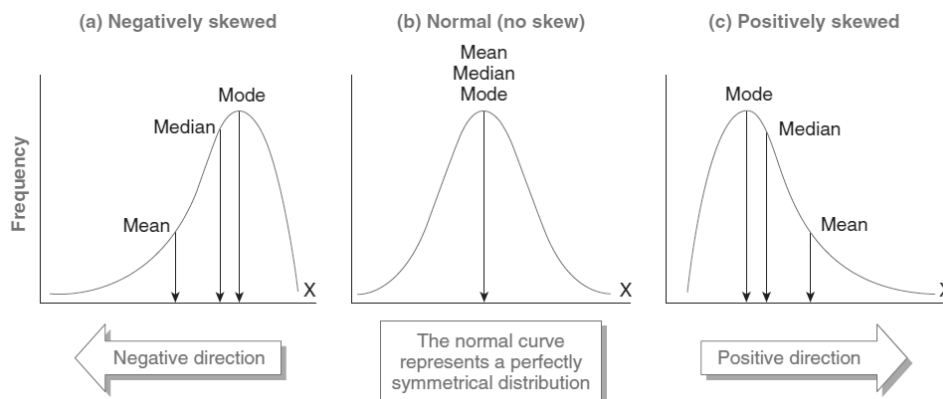 (a) Negatively skewed
Mode
Median
Mean
X
Frequency
Negative direction
(b) Normal (no skew)
Mean
Median
Mode
X
The normal curve
represents a perfectly
symmetrical distribution
(c) Positively skewed
Mode
Median
Mean
X
Positive direction